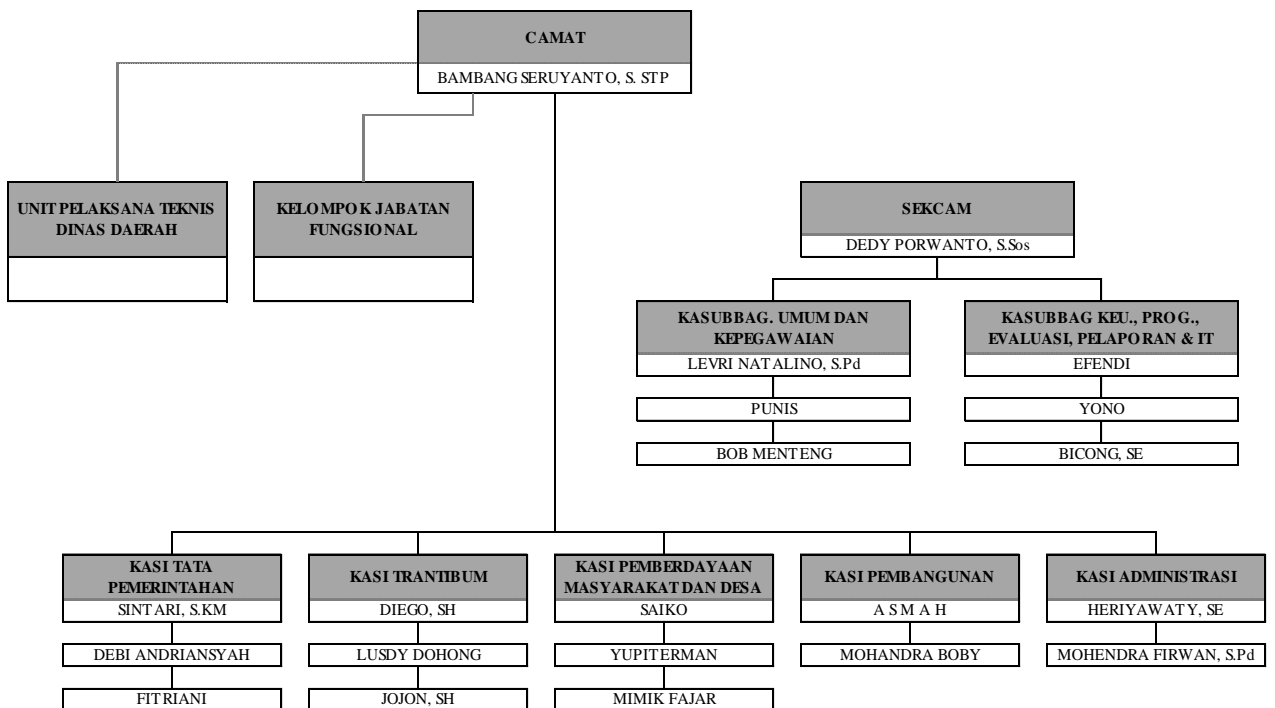 CAMAT
BAMBANG SERUYANTO, S. STP
UNIT PELAKSANA TEKNIS
DINAS DAERAH
KELOMPOK JABATAN
FUNGSIONAL
SEKCAM
DEDY PORWANTO, S.Sos
KASUBBAG. UMUM DAN
KEPEGAWAIAN
LEVRI NATALINO, S.Pd
PUNIS
BOB MENTENG
KASUBBAG KEU., PROG.,
EVALUASI, PELAPORAN & IT
EFENDI
YONO
BICONG, SE
KASI TATA
PEMERINTAHAN
SINTARI, S.KM
DEBI ANDRIANSYAH
FITRIANI
KASI TRANTIBUM
DIEGO, SH
LUSDY DOHONG
JOJON, SH
KASI PEMBERDAYAAN
MASYARAKAT DAN DESA
SAIKO
YUPITERMAN
MIMIK FAJAR
KASI PEMBANGUNAN
A S M A H
MOHANDRA BOBY
KASI ADMINISTRASI
HERIYAWATY, SE
MOHENDRA FIRWAN, S.Pd